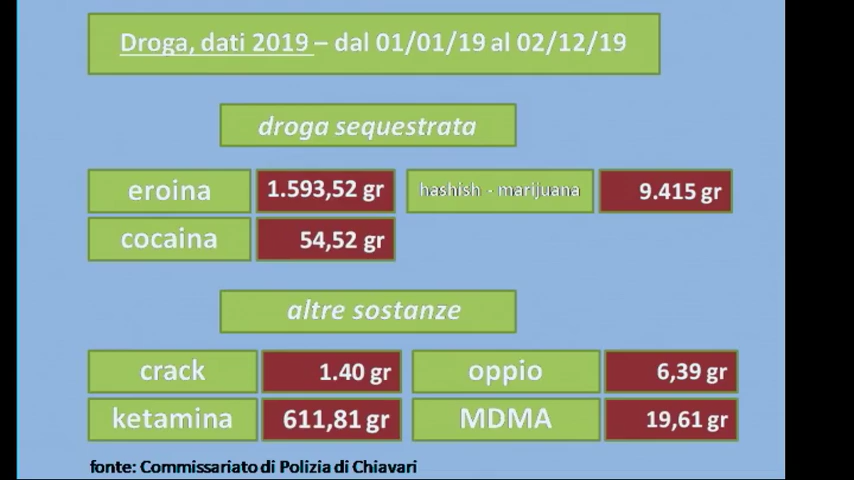 Droga, dati 2019 – dal 01/01/19 al 02/12/19
droga sequestrata
eroina 1.593,52 gr hashish - marijuana 9.415 gr
cocaina 54,52 gr
altre sostanze
crack 1.40 gr oppio 6,39 gr
ketamina 611,81 gr MDMA 19,61 gr
fonte: Commissariato di Polizia di Chiavari